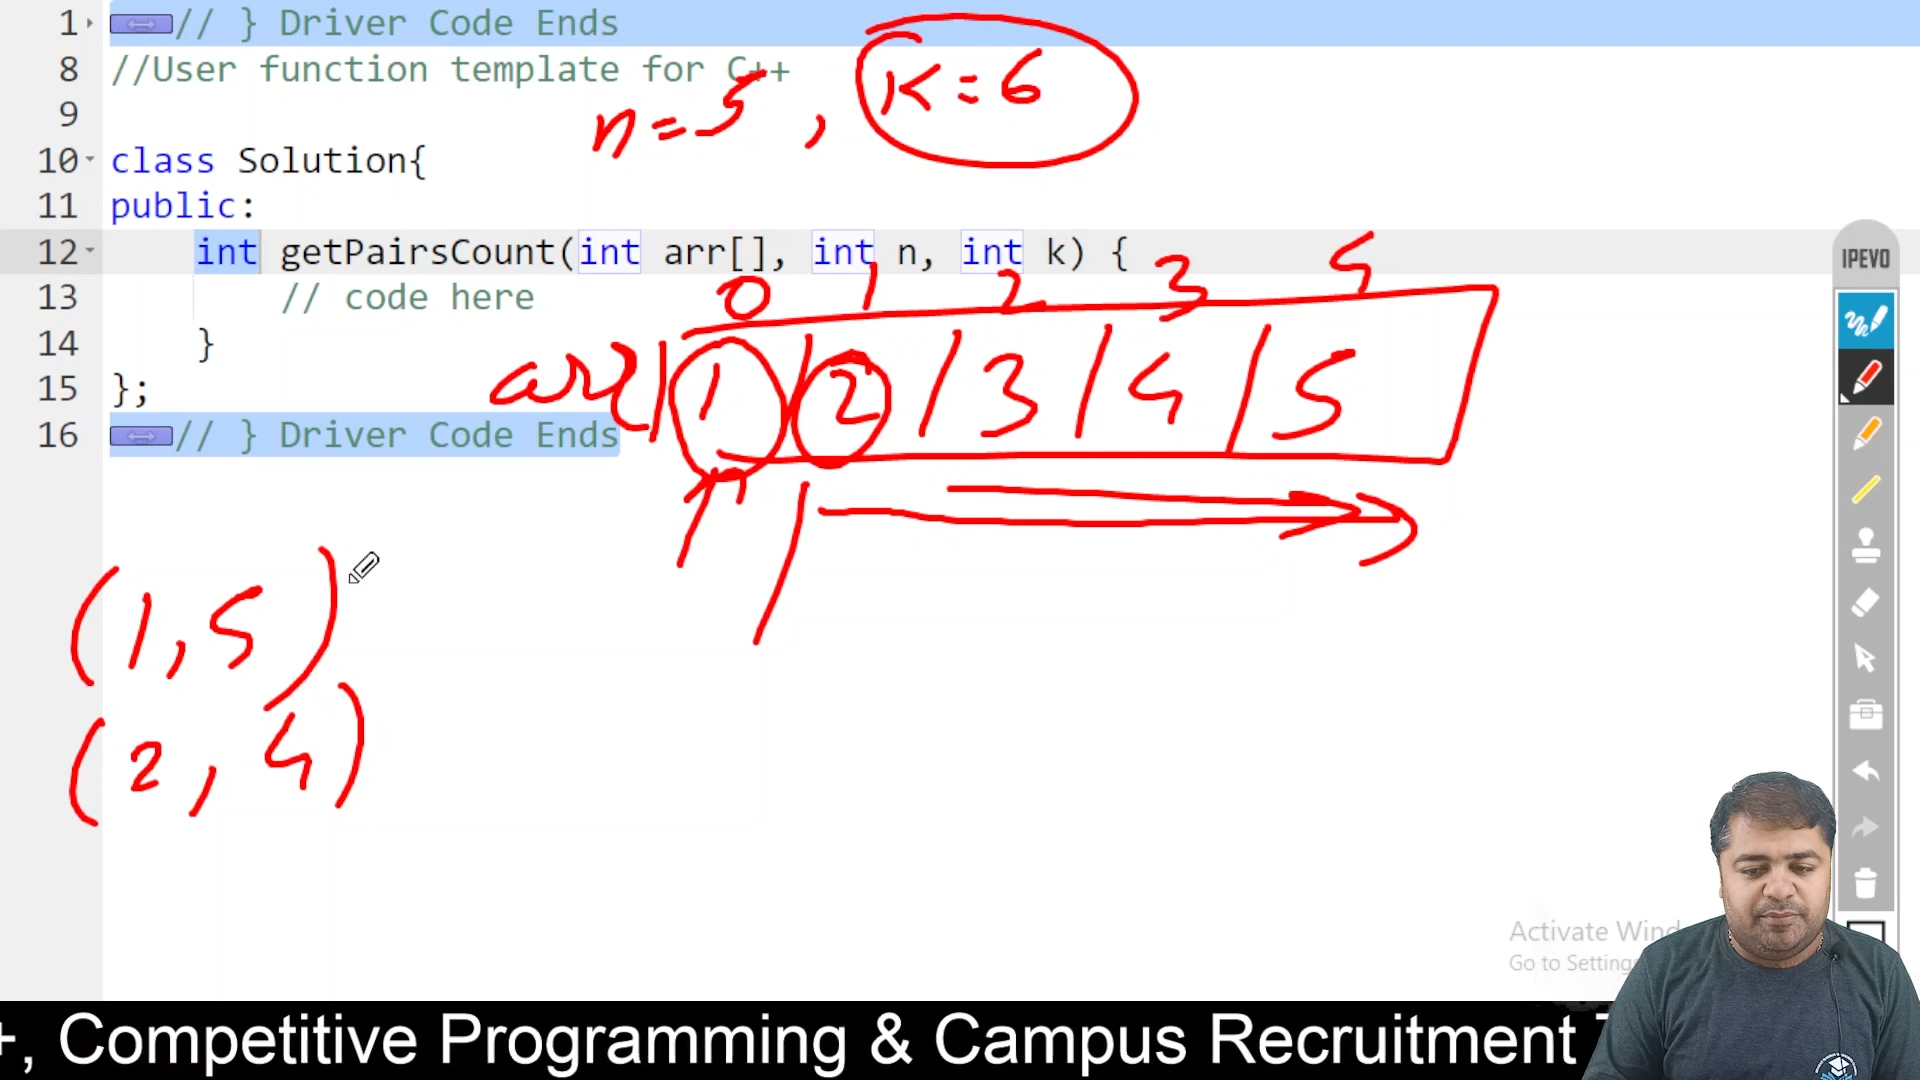 1 // } Driver Code Ends
8 //User function template for C++
n=5, K=6
9
10 class Solution{
11 public:
12 int getPairsCount(int arr[], int n, int k) {
0 1 2 3 4
13 // code here
14 }
arr 1 2 3 4 5
15 };
16 // } Driver Code Ends
(1,5)
(2,4)
IPEVO
Activate Wind
Go to Setting
+, Competitive Programming & Campus Recruitment